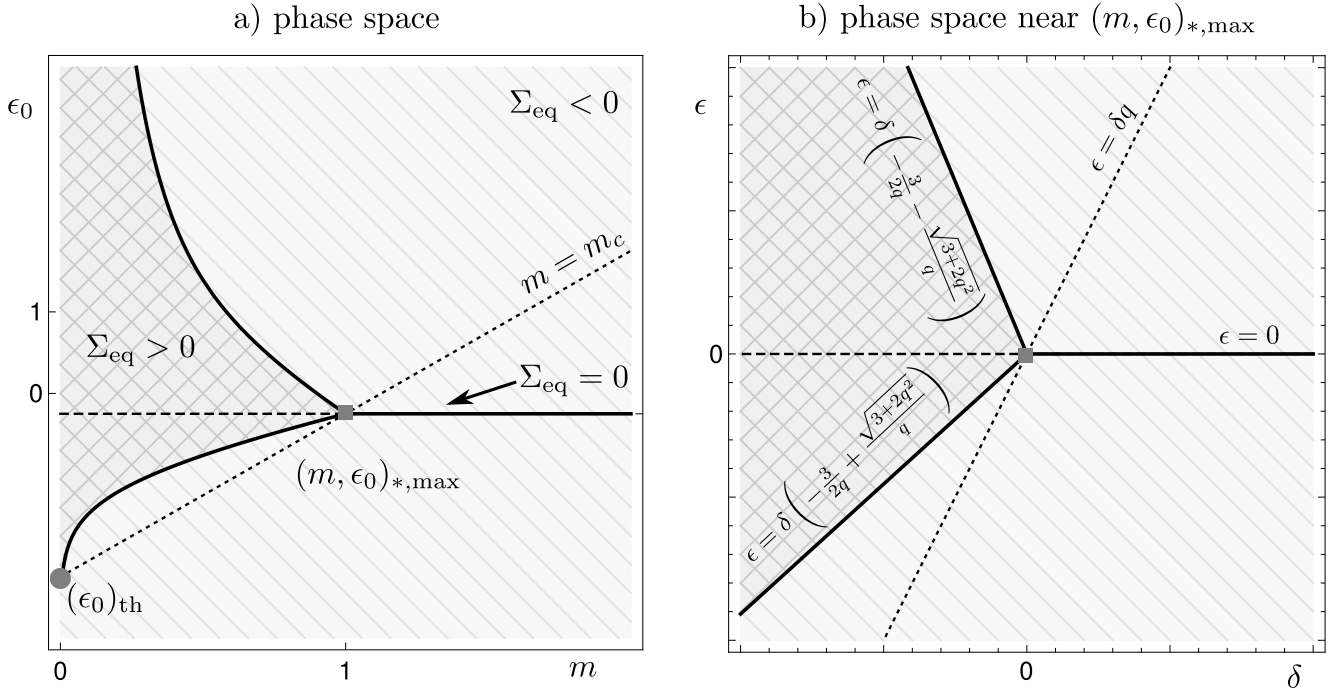 a) phase space
ϵ₀
Σeq < 0
m = m_c
1
Σeq > 0
0
Σeq = 0
(m, ϵ₀)∗,max
(ϵ₀)th
0
1
m
b) phase space near (m, ϵ₀)∗,max
ϵ
ϵ = δ(−3/2q − √(3+2q²)/q)
ϵ = δq
ϵ = 0
0
ϵ = δ(−3/2q + √(3+2q²)/q)
0
δ